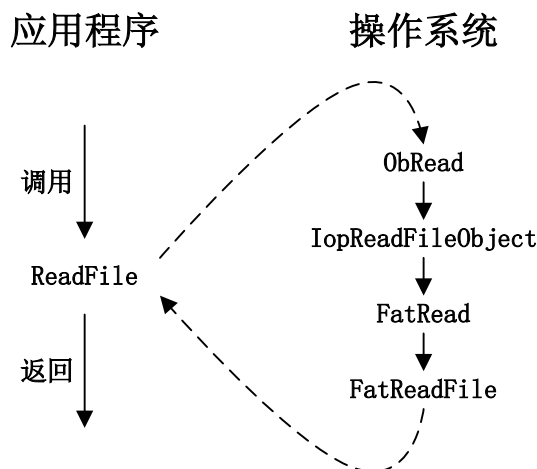 应用程序
操作系统
调用
ObRead
IopReadFileObject
ReadFile
FatRead
返回
FatReadFile